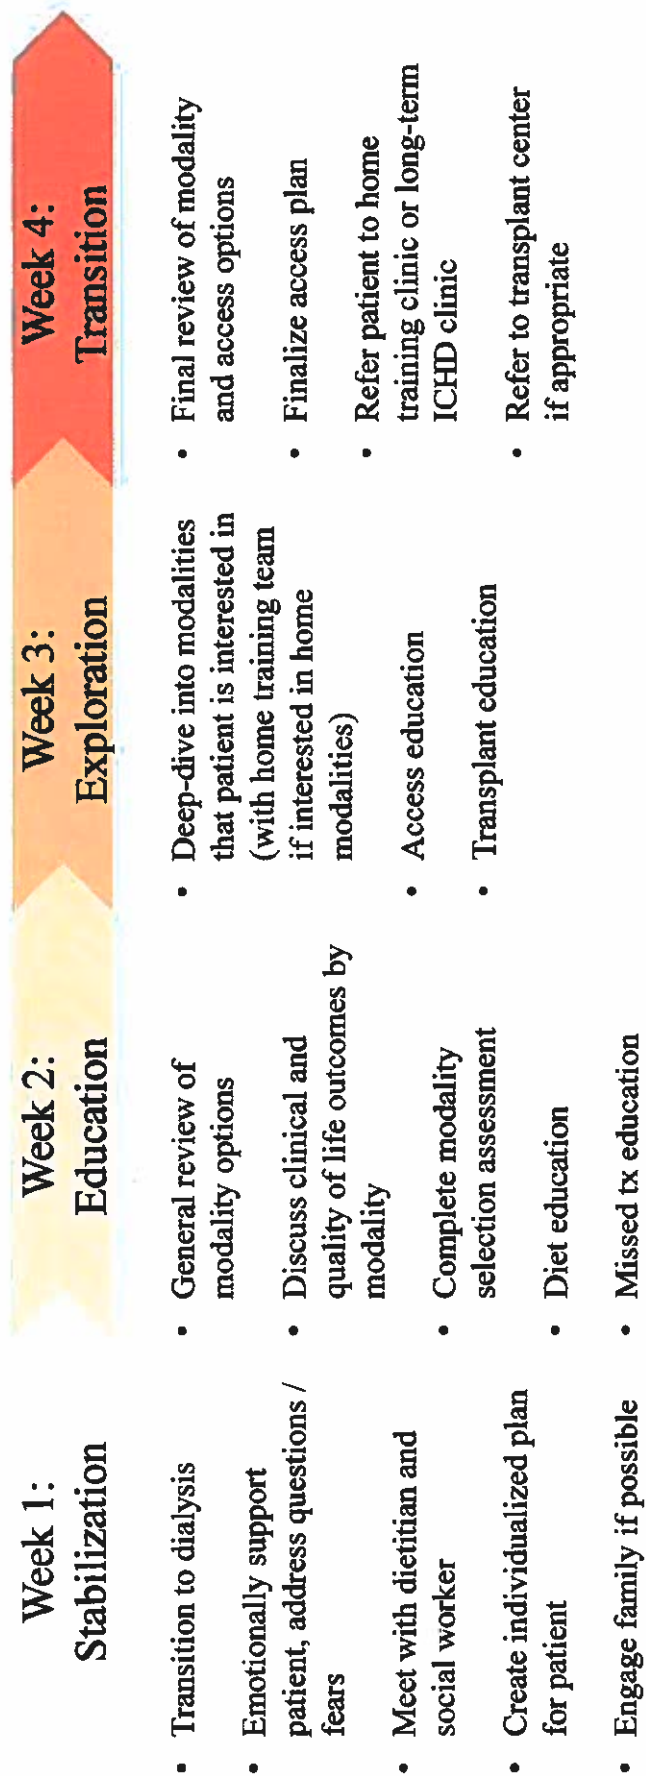 Week 1:
Stabilization
• Transition to dialysis
• Emotionally support
patient, address questions /
fears
• Meet with dietitian and
social worker
• Create individualized plan
for patient
• Engage family if possible
Week 2:
Education
• General review of
modality options
• Discuss clinical and
quality of life outcomes by
modality
• Complete modality
selection assessment
• Diet education
• Missed tx education
Week 3:
Exploration
• Deep-dive into modalities
that patient is interested in
(with home training team
if interested in home
modalities)
• Access education
• Transplant education
Week 4:
Transition
• Final review of modality
and access options
• Finalize access plan
• Refer patient to home
training clinic or long-term
ICHD clinic
• Refer to transplant center
if appropriate